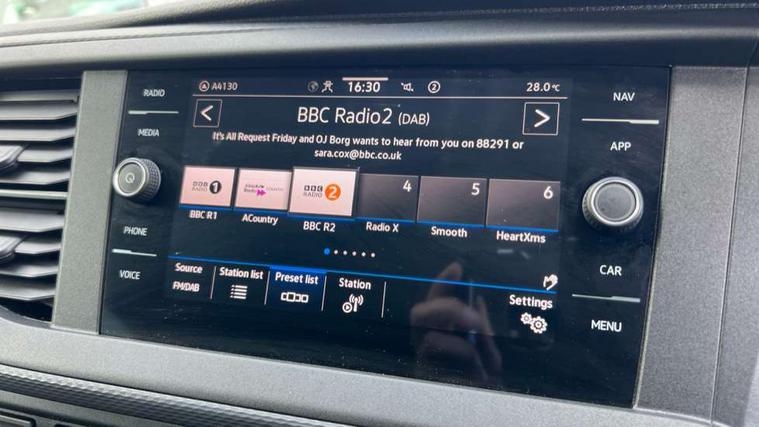 RADIO
A4130
16:30
2
28.0°C
NAV
BBC Radio2 (DAB)
MEDIA
It's All Request Friday and OJ Borg wants to hear from you on 88291 or
sara.cox@bbc.co.uk
APP
BBC RADIO 1
COUNTRY
BBC RADIO 2
4
5
6
BBC R1
ACountry
BBC R2
Radio X
Smooth
HeartXms
PHONE
CAR
VOICE
Source
Station list
Preset list
Station
Settings
FM/DAB
MENU